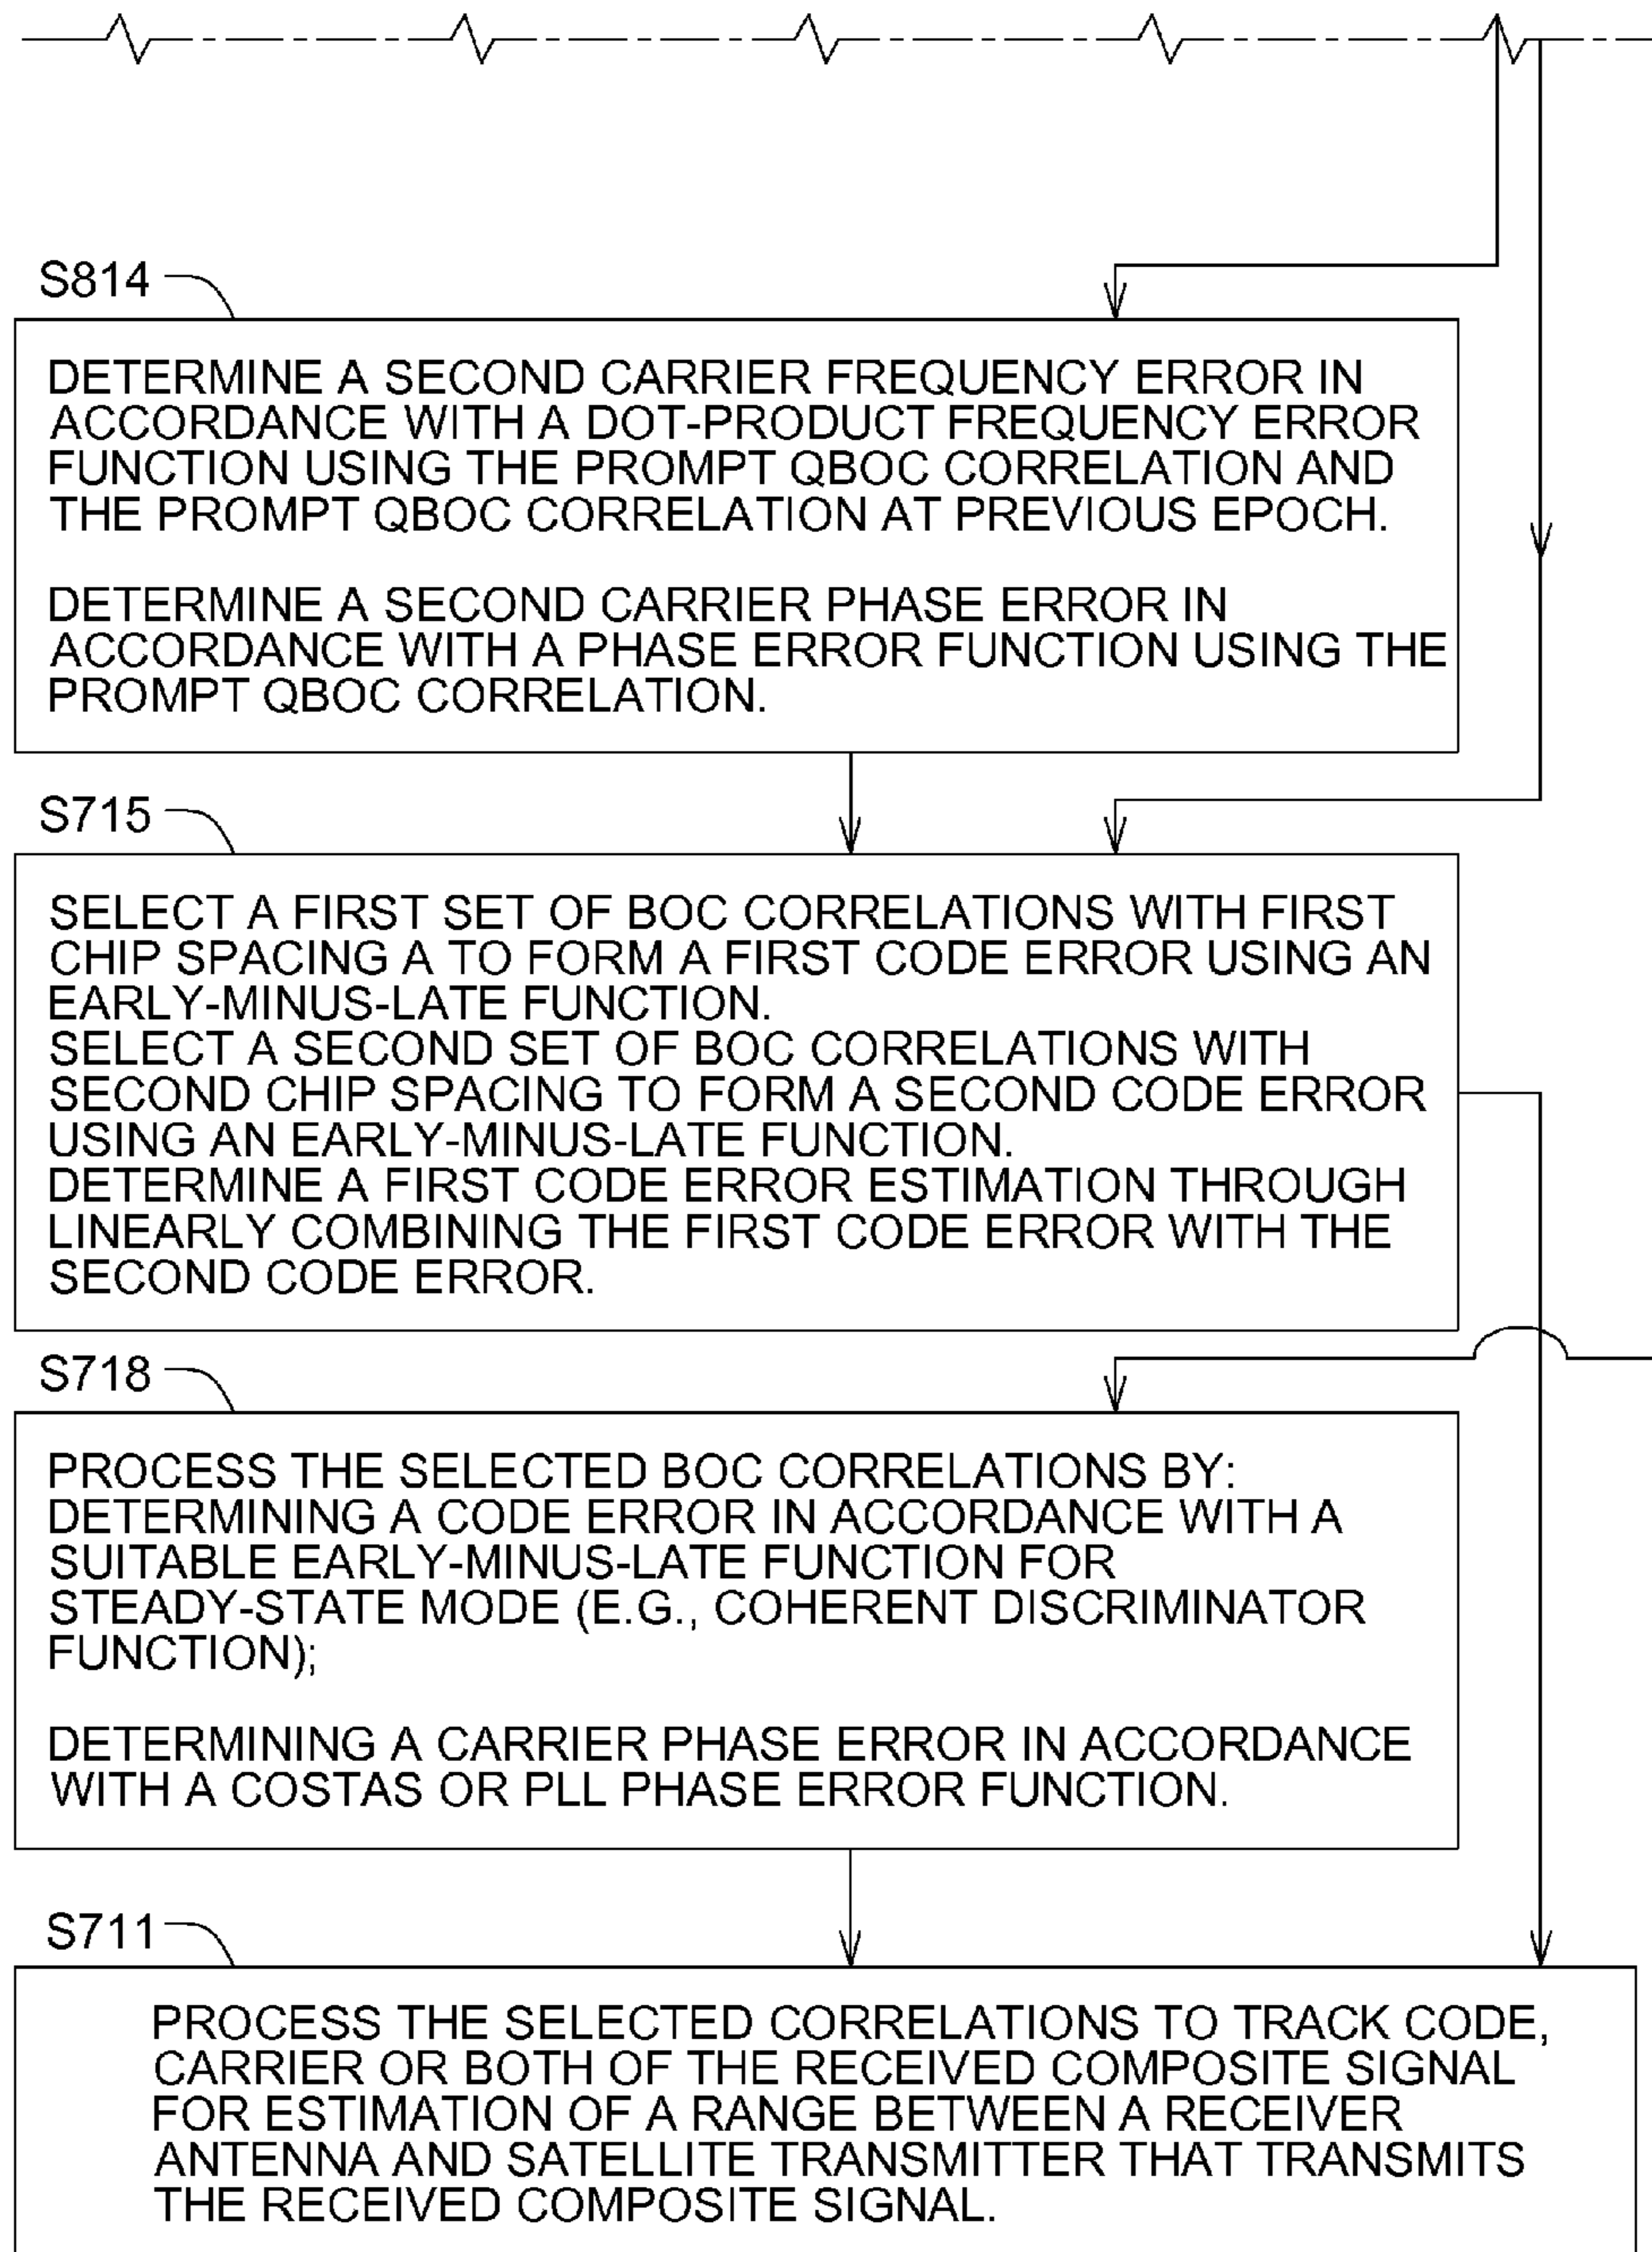 S814
DETERMINE A SECOND CARRIER FREQUENCY ERROR IN
ACCORDANCE WITH A DOT-PRODUCT FREQUENCY ERROR
FUNCTION USING THE PROMPT QBOC CORRELATION AND
THE PROMPT QBOC CORRELATION AT PREVIOUS EPOCH.
DETERMINE A SECOND CARRIER PHASE ERROR IN
ACCORDANCE WITH A PHASE ERROR FUNCTION USING THE
PROMPT QBOC CORRELATION.
S715
SELECT A FIRST SET OF BOC CORRELATIONS WITH FIRST
CHIP SPACING A TO FORM A FIRST CODE ERROR USING AN
EARLY-MINUS-LATE FUNCTION.
SELECT A SECOND SET OF BOC CORRELATIONS WITH
SECOND CHIP SPACING TO FORM A SECOND CODE ERROR
USING AN EARLY-MINUS-LATE FUNCTION.
DETERMINE A FIRST CODE ERROR ESTIMATION THROUGH
LINEARLY COMBINING THE FIRST CODE ERROR WITH THE
SECOND CODE ERROR.
S718
PROCESS THE SELECTED BOC CORRELATIONS BY:
DETERMINING A CODE ERROR IN ACCORDANCE WITH A
SUITABLE EARLY-MINUS-LATE FUNCTION FOR
STEADY-STATE MODE (E.G., COHERENT DISCRIMINATOR
FUNCTION);
DETERMINING A CARRIER PHASE ERROR IN ACCORDANCE
WITH A COSTAS OR PLL PHASE ERROR FUNCTION.
S711
PROCESS THE SELECTED CORRELATIONS TO TRACK CODE,
CARRIER OR BOTH OF THE RECEIVED COMPOSITE SIGNAL
FOR ESTIMATION OF A RANGE BETWEEN A RECEIVER
ANTENNA AND SATELLITE TRANSMITTER THAT TRANSMITS
THE RECEIVED COMPOSITE SIGNAL.